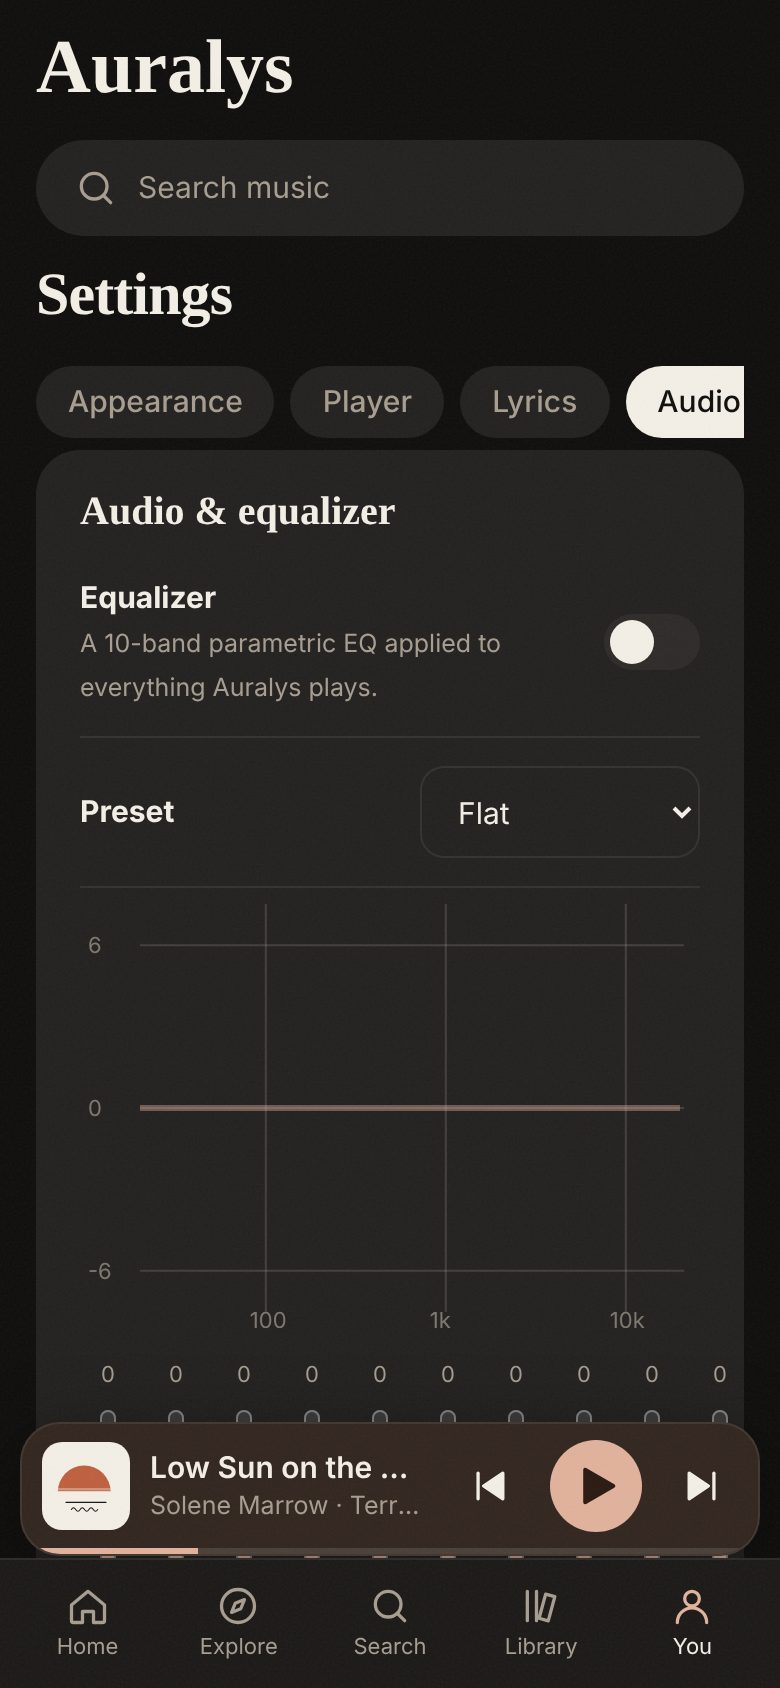 Auralys
Search music
Settings
Appearance
Player
Lyrics
Audio
Audio & equalizer
Equalizer
A 10-band parametric EQ applied to
everything Auralys plays.
Preset
Flat
6
0
-6
100 1k 10k
0 0 0 0 0 0 0 0 0 0
Low Sun on the ...
Solene Marrow · Terr...
Home Explore Search Library You